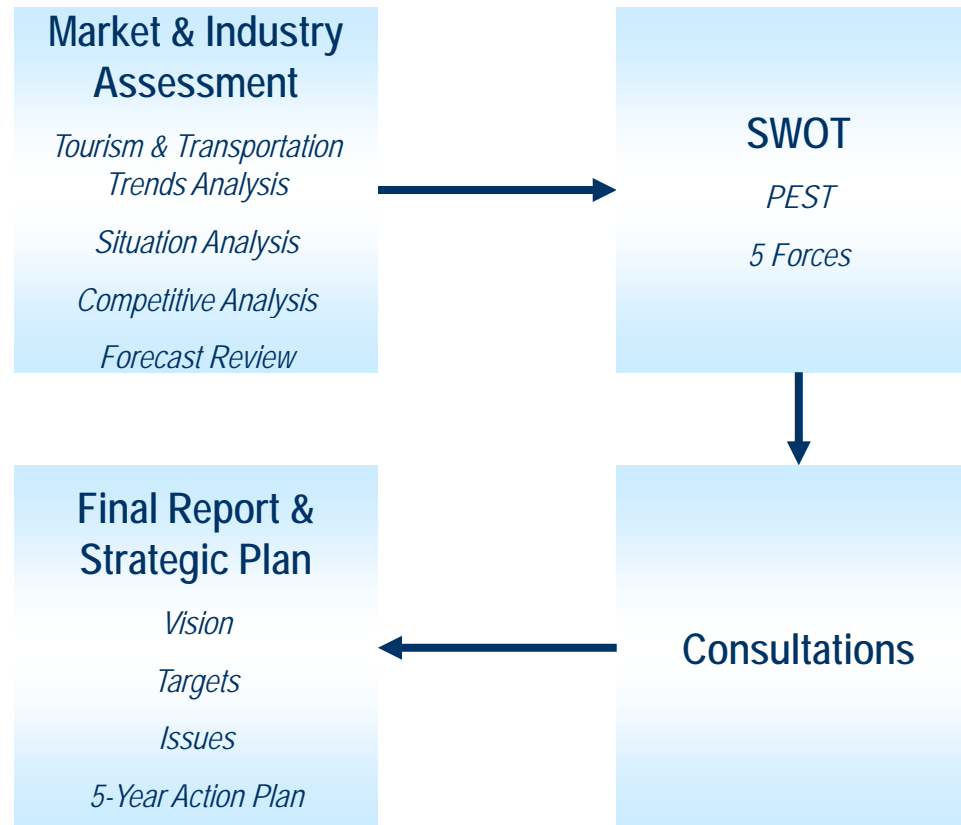 Market & Industry
Assessment
Tourism & Transportation
Trends Analysis
Situation Analysis
Competitive Analysis
Forecast Review
SWOT
PEST
5 Forces
Final Report &
Strategic Plan
Vision
Targets
Issues
5-Year Action Plan
Consultations